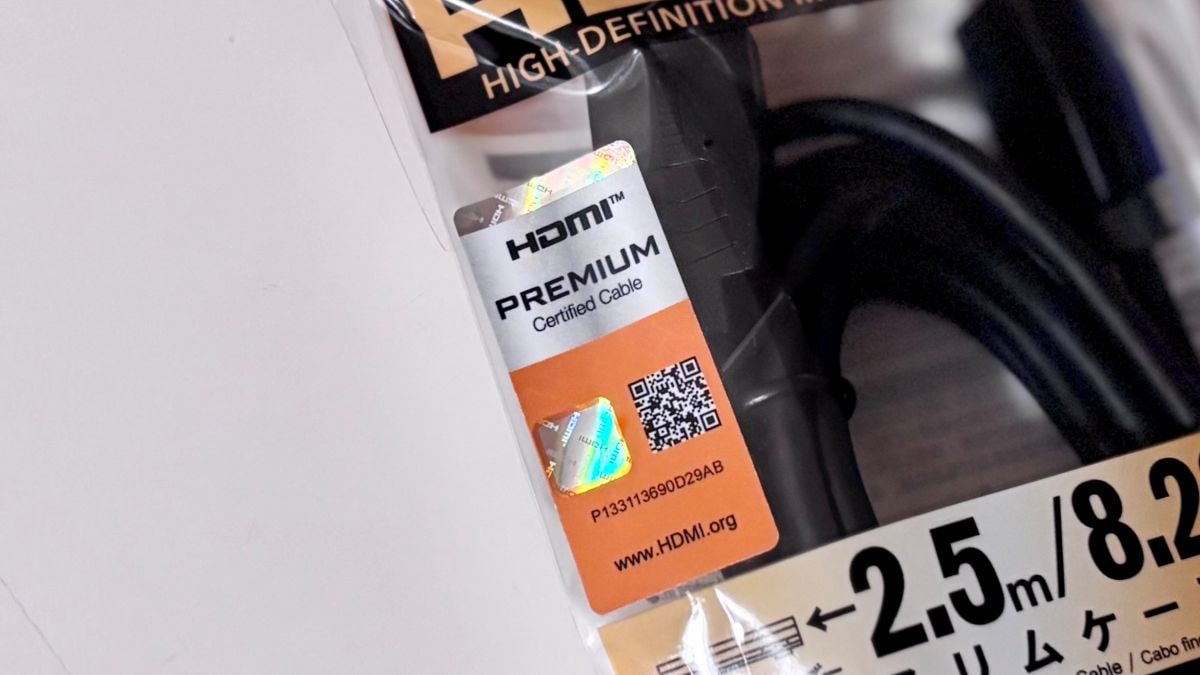 HIGH-DEFINITION
HDMI™
PREMIUM
Certified Cable
P133113690D29AB
www.HDMI.org
←2.5m/8.2
リムケー
Cable / Cabo fin